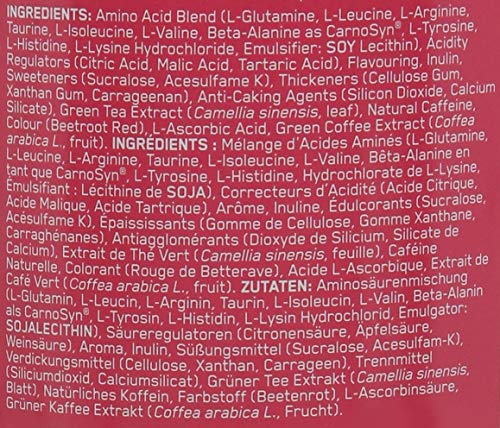 INGREDIENTS: Amino Acid Blend (L-Glutamine, L-Leucine, L-Arginine,
Taurine, L-Isoleucine, L-Valine, Beta-Alanine as CarnoSyn®, L-Tyrosine,
L-Histidine, L-Lysine Hydrochloride, Emulsifier: SOY Lecithin), Acidity
Regulators (Citric Acid, Malic Acid, Tartaric Acid), Flavouring, Inulin,
Sweeteners (Sucralose, Acesulfame K), Thickeners (Cellulose Gum,
Xanthan Gum, Carrageenan), Anti-Caking Agents (Silicon Dioxide, Calcium
Silicate), Green Tea Extract (Camellia sinensis, leaf), Natural Caffeine,
Colour (Beetroot Red), L-Ascorbic Acid, Green Coffee Extract (Coffea
arabica L., fruit). INGRÉDIENTS : Mélange d'Acides Aminés (L-Glutamine,
L-Leucine, L-Arginine, Taurine, L-Isoleucine, L-Valine, Bêta-Alanine en
tant que CarnoSyn®, L-Tyrosine, L-Histidine, Hydrochlorate de L-Lysine,
Émulsifiant : Lécithine de SOJA), Correcteurs d'Acidité (Acide Citrique,
Acide Malique, Acide Tartrique), Arôme, Inuline, Édulcorants (Sucralose,
Acésulfame K), Épaississants (Gomme de Cellulose, Gomme Xanthane,
Carraghénanes), Antiagglomérants (Dioxyde de Silicium, Silicate de
Calcium), Extrait de Thé Vert (Camellia sinensis, feuille), Caféine
Naturelle, Colorant (Rouge de Betterave), Acide L-Ascorbique, Extrait de
Café Vert (Coffea arabica L., fruit). ZUTATEN: Aminosäurenmischung
(L-Glutamin, L-Leucin, L-Arginin, Taurin, L-Isoleucin, L-Valin, Beta-Alanin
als CarnoSyn®, L-Tyrosin, L-Histidin, L-Lysin Hydrochlorid, Emulgator:
SOJALECITHIN), Säureregulatoren (Citronensäure, Äpfelsäure,
Weinsäure), Aroma, Inulin, Süßungsmittel (Sucralose, Acesulfam-K),
Verdickungsmittel (Cellulose, Xanthan, Carrageen), Trennmittel
(Siliciumdioxid, Calciumsilicat), Grüner Tee Extrakt (Camellia sinensis,
Blatt), Natürliches Koffein, Farbstoff (Beetenrot), L-Ascorbinsäure,
Grüner Kaffee Extrakt (Coffea arabica L., Frucht).